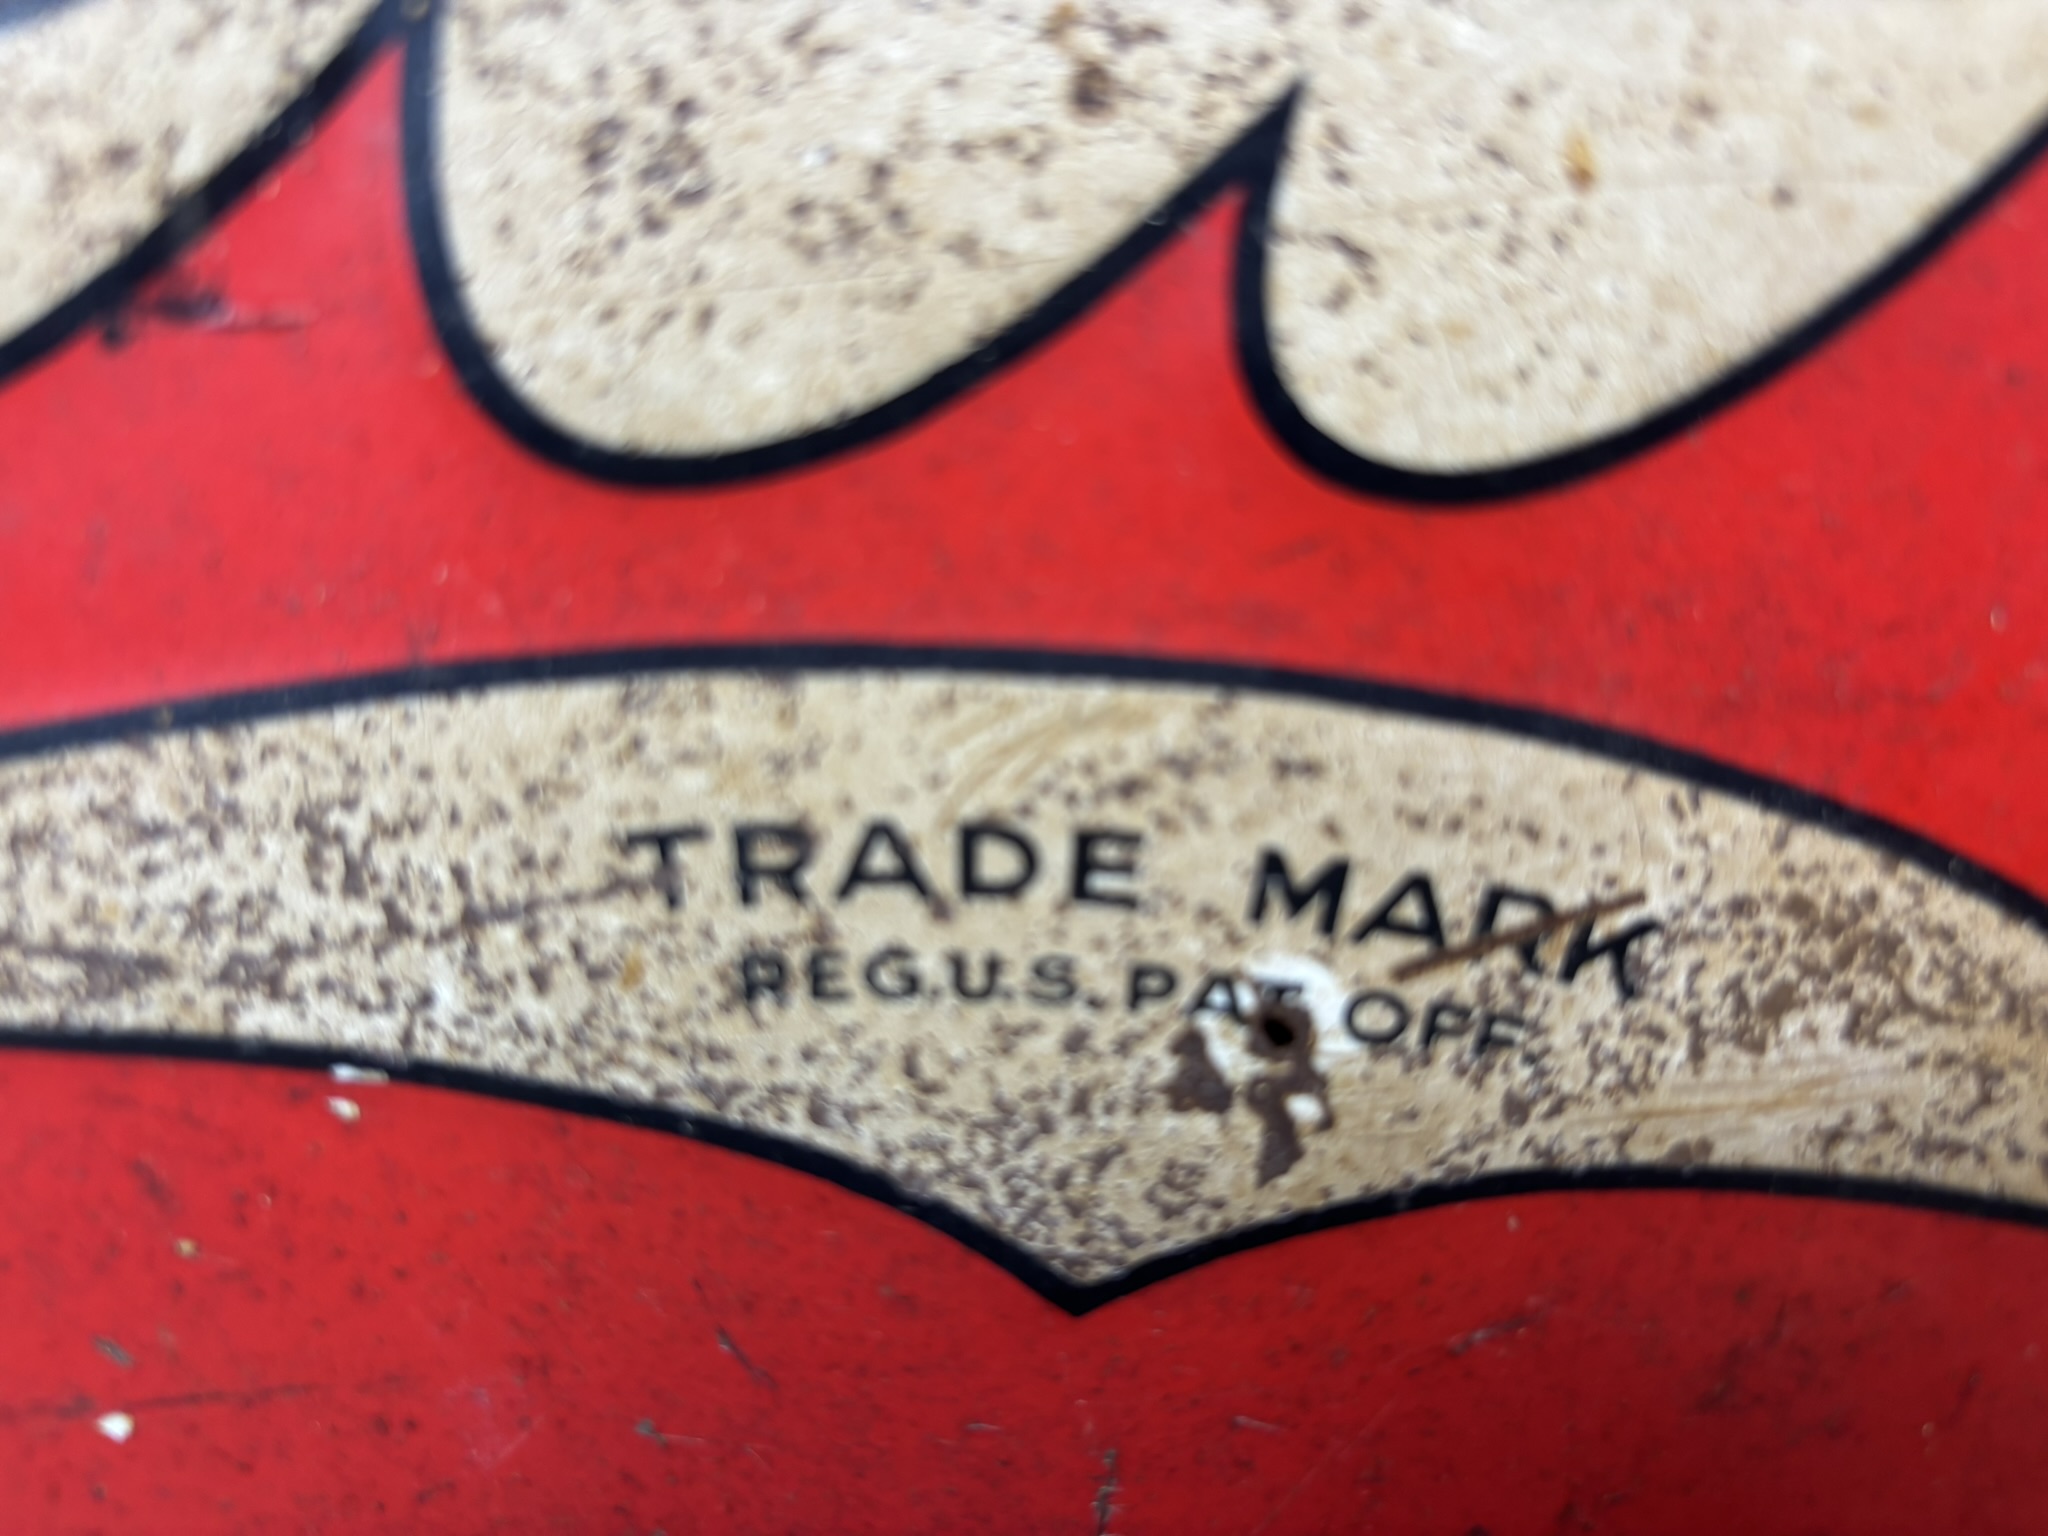 TRADE MARK
REG.U.S. PAT OFF.